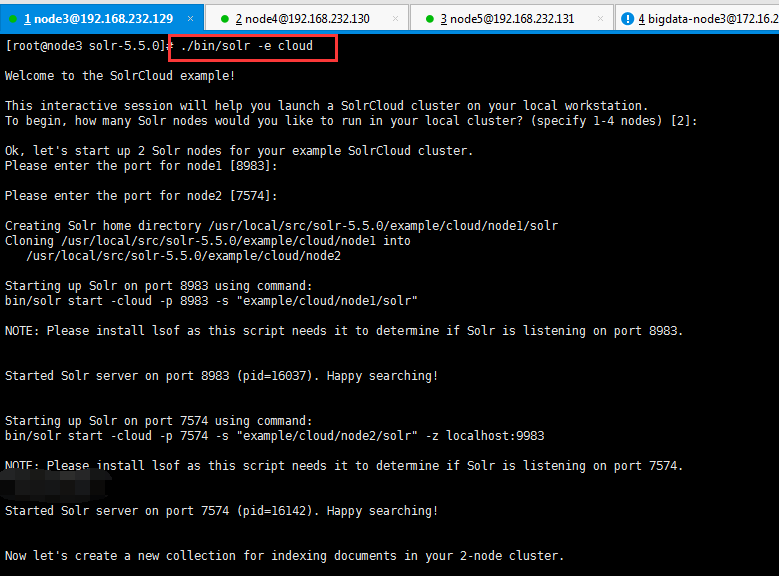 1 node3@192.168.232.129 × 2 node4@192.168.232.130 × 3 node5@192.168.232.131 × 4 bigdata-node3@172.16.2
[root@node3 solr-5.5.0]# ./bin/solr -e cloud
Welcome to the SolrCloud example!
This interactive session will help you launch a SolrCloud cluster on your local workstation.
To begin, how many Solr nodes would you like to run in your local cluster? (specify 1-4 nodes) [2]:
Ok, let's start up 2 Solr nodes for your example SolrCloud cluster.
Please enter the port for node1 [8983]:
Please enter the port for node2 [7574]:
Creating Solr home directory /usr/local/src/solr-5.5.0/example/cloud/node1/solr
Cloning /usr/local/src/solr-5.5.0/example/cloud/node1 into
/usr/local/src/solr-5.5.0/example/cloud/node2
Starting up Solr on port 8983 using command:
bin/solr start -cloud -p 8983 -s "example/cloud/node1/solr"
NOTE: Please install lsof as this script needs it to determine if Solr is listening on port 8983.
Started Solr server on port 8983 (pid=16037). Happy searching!
Starting up Solr on port 7574 using command:
bin/solr start -cloud -p 7574 -s "example/cloud/node2/solr" -z localhost:9983
NOTE: Please install lsof as this script needs it to determine if Solr is listening on port 7574.
Started Solr server on port 7574 (pid=16142). Happy searching!
Now let's create a new collection for indexing documents in your 2-node cluster.